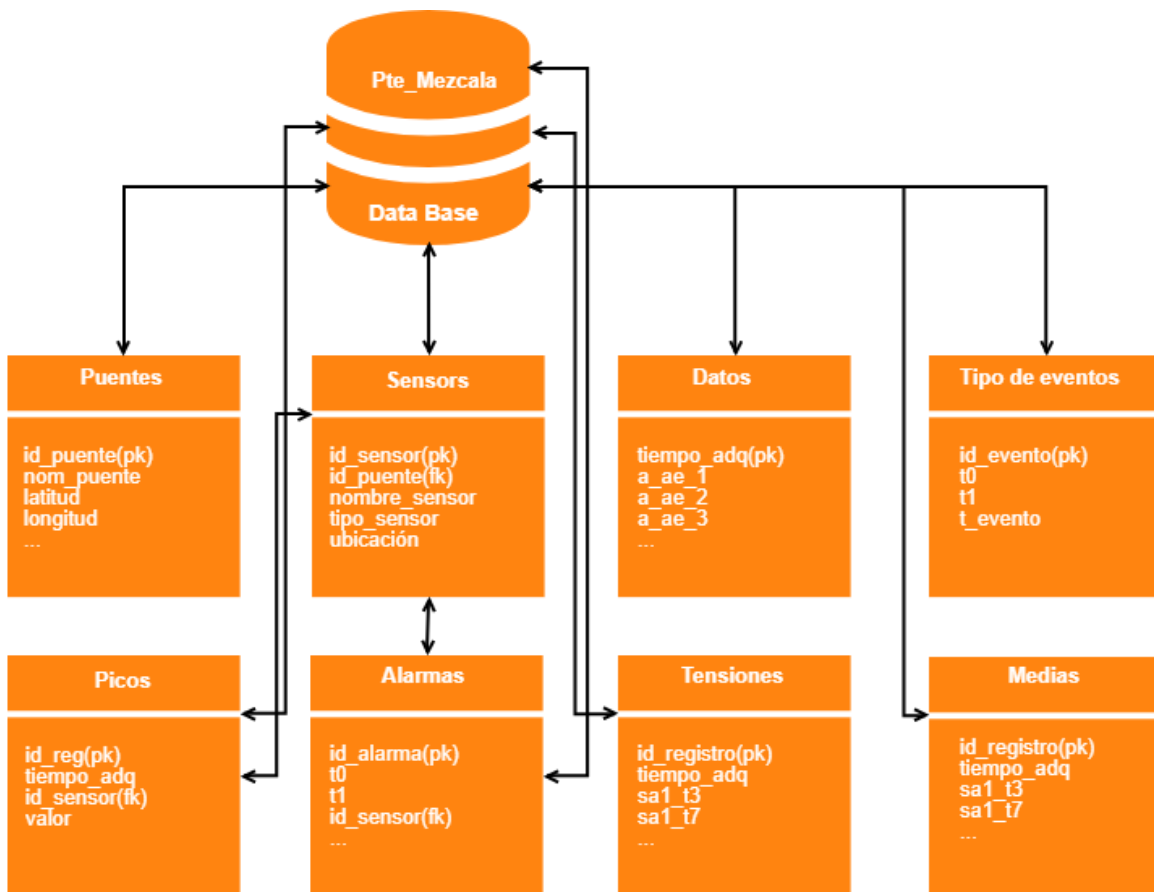 Pte_Mezcala
Data Base
Puentes
id_puente(pk)
nom_puente
latitud
longitud
...
Sensors
id_sensor(pk)
id_puente(fk)
nombre_sensor
tipo_sensor
ubicación
Datos
tiempo_adq(pk)
a_ae_1
a_ae_2
a_ae_3
...
Tipo de eventos
id_evento(pk)
t0
t1
t_evento
Picos
id_reg(pk)
tiempo_adq
id_sensor(fk)
valor
Alarmas
id_alarma(pk)
t0
t1
id_sensor(fk)
...
Tensiones
id_registro(pk)
tiempo_adq
sa1_t3
sa1_t7
...
Medias
id_registro(pk)
tiempo_adq
sa1_t3
sa1_t7
...